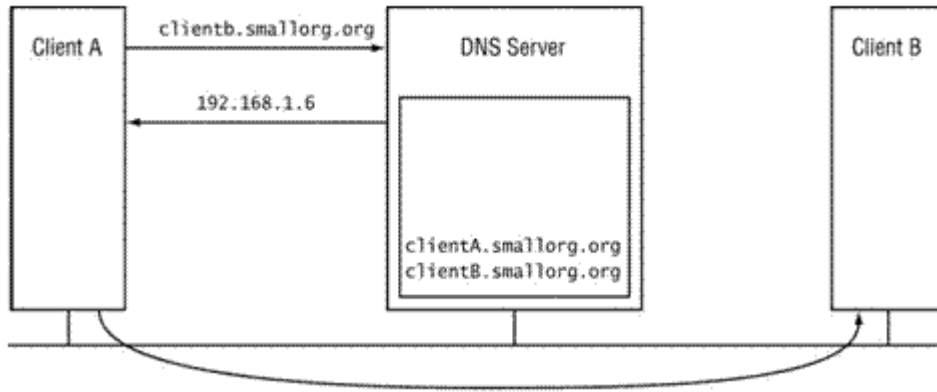 Client A
clientb.smallorg.org
DNS Server
Client B
192.168.1.6
clientA.smallorg.org
clientB.smallorg.org